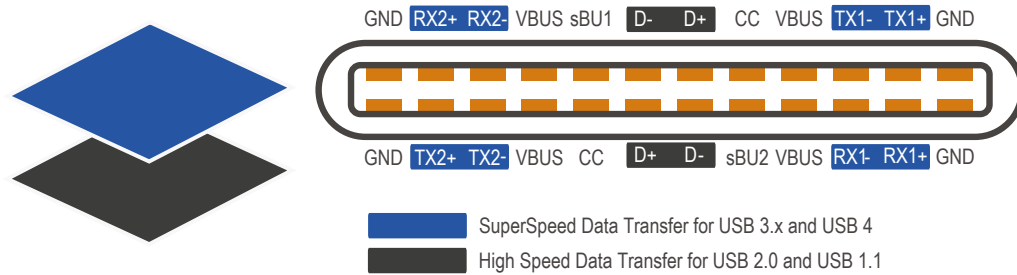 GND RX2+ RX2- VBUS sBU1 D- D+ CC VBUS TX1- TX1+ GND
GND TX2+ TX2- VBUS CC D+ D- sBU2 VBUS RX1- RX1+ GND
SuperSpeed Data Transfer for USB 3.x and USB 4
High Speed Data Transfer for USB 2.0 and USB 1.1